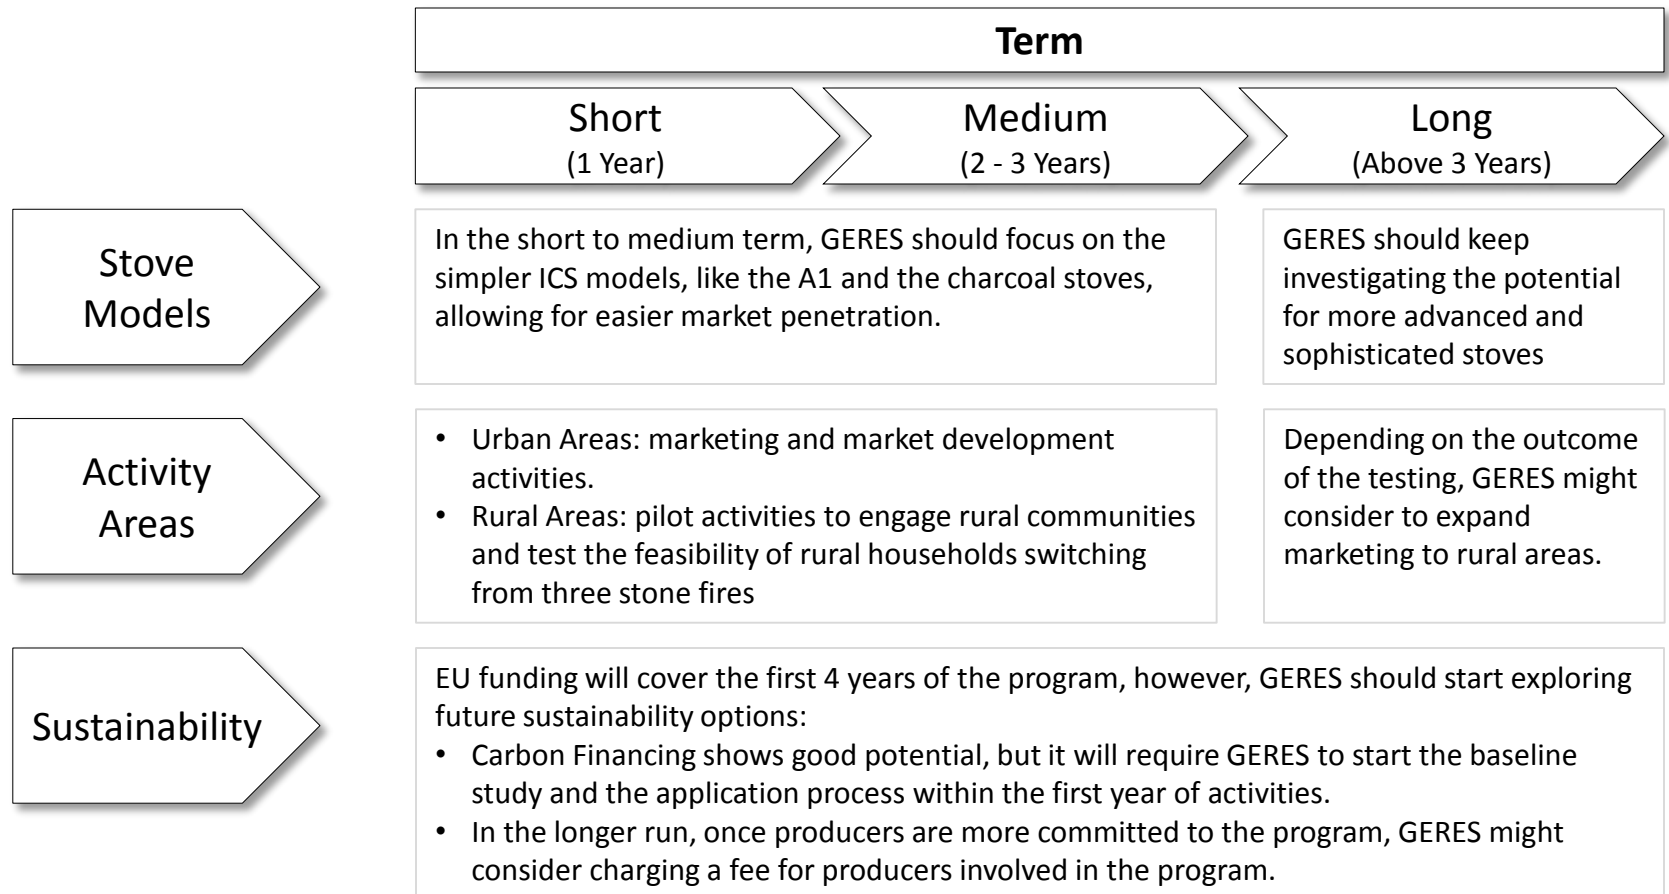 Term
Short
(1 Year)
Medium
(2 - 3 Years)
Long
(Above 3 Years)
Stove
Models
In the short to medium term, GERES should focus on the
simpler ICS models, like the A1 and the charcoal stoves,
allowing for easier market penetration.
GERES should keep
investigating the potential
for more advanced and
sophisticated stoves
Activity
Areas
• Urban Areas: marketing and market development
activities.
• Rural Areas: pilot activities to engage rural communities
and test the feasibility of rural households switching
from three stone fires
Depending on the outcome
of the testing, GERES might
consider to expand
marketing to rural areas.
Sustainability
EU funding will cover the first 4 years of the program, however, GERES should start exploring
future sustainability options:
• Carbon Financing shows good potential, but it will require GERES to start the baseline
study and the application process within the first year of activities.
• In the longer run, once producers are more committed to the program, GERES might
consider charging a fee for producers involved in the program.